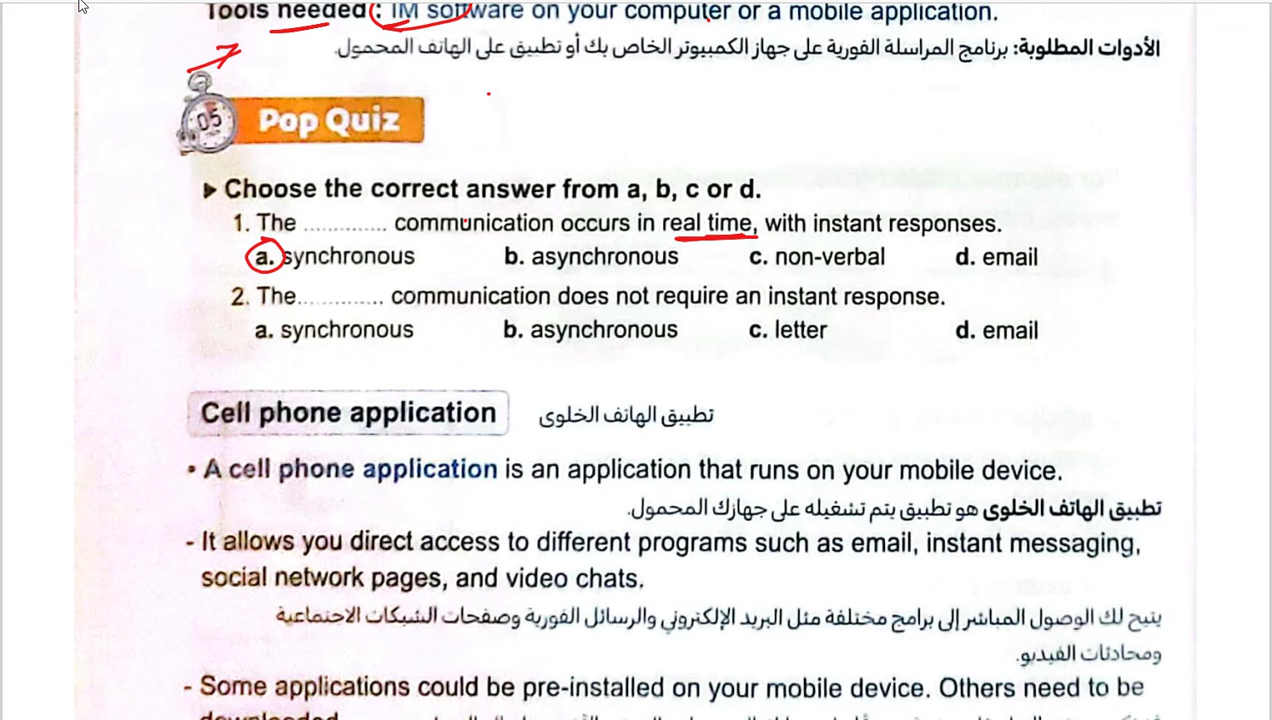 Tools needed : IM software on your computer or a mobile application.
الأدوات المطلوبة: برنامج المراسلة الفورية على جهاز الكمبيوتر الخاص بك أو تطبيق على الهاتف المحمول.
05
Pop Quiz
Choose the correct answer from a, b, c or d.
1. The .............. communication occurs in real time, with instant responses.
a. synchronous b. asynchronous c. non-verbal d. email
2. The.............. communication does not require an instant response.
a. synchronous b. asynchronous c. letter d. email
Cell phone application تطبيق الهاتف الخلوى
• A cell phone application is an application that runs on your mobile device.
تطبيق الهاتف الخلوى هو تطبيق يتم تشغيله على جهازك المحمول.
- It allows you direct access to different programs such as email, instant messaging,
social network pages, and video chats.
يتيح لك الوصول المباشر إلى برامج مختلفة مثل البريد الإلكتروني والرسائل الفورية وصفحات الشبكات الاجتماعية
ومحادثات الفيديو.
- Some applications could be pre-installed on your mobile device. Others need to be
downloaded.